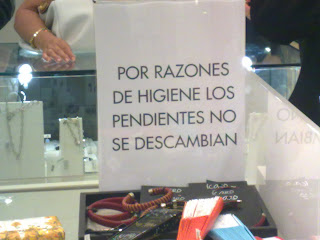 POR RAZONES
DE HIGIENE LOS
PENDIENTES NO
SE DESCAMBIAN